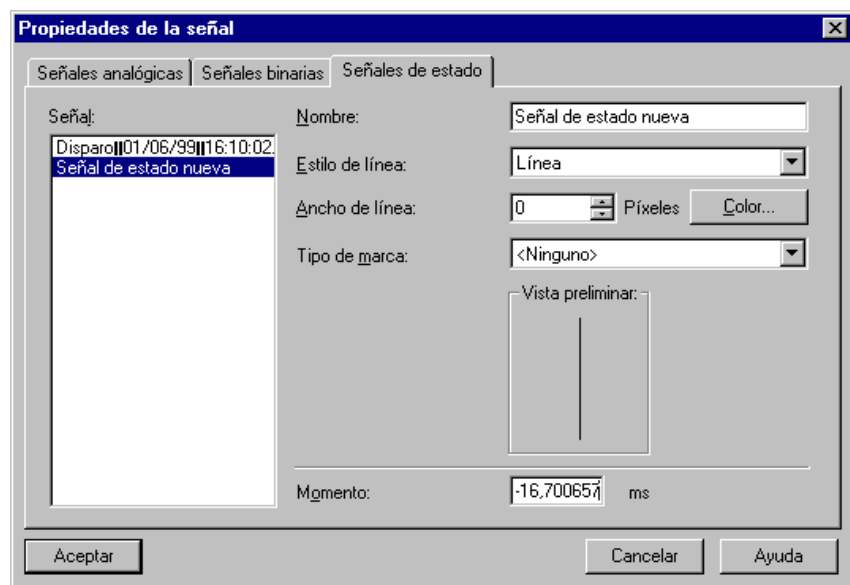 Propiedades de la señal
Señales analógicas Señales binarias Señales de estado
Señal:
Disparo||01/06/99||16:10:02.
Señal de estado nueva
Nombre: Señal de estado nueva
Estilo de línea: Línea
Ancho de línea: 0 Píxeles Color...
Tipo de marca: <Ninguno>
Vista preliminar:
Momento: -16,700657 ms
Aceptar Cancelar Ayuda